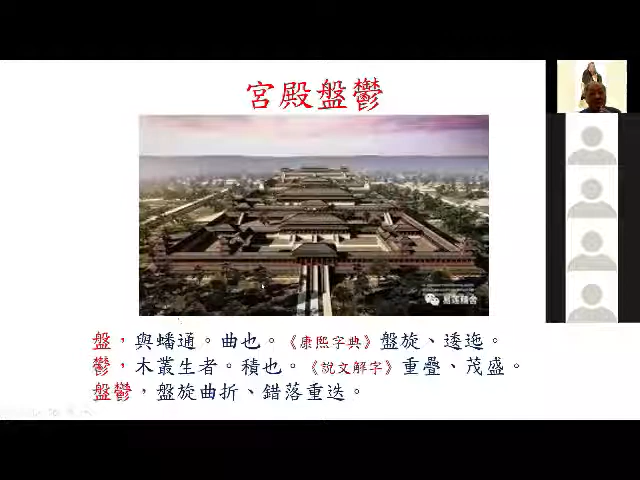 宮殿盤鬱
盤，與蟠通。曲也。《康熙字典》盤旋、逶迤。
鬱，木叢生者。積也。《說文解字》重疊、茂盛。
盤鬱，盤旋曲折、錯落重迭。